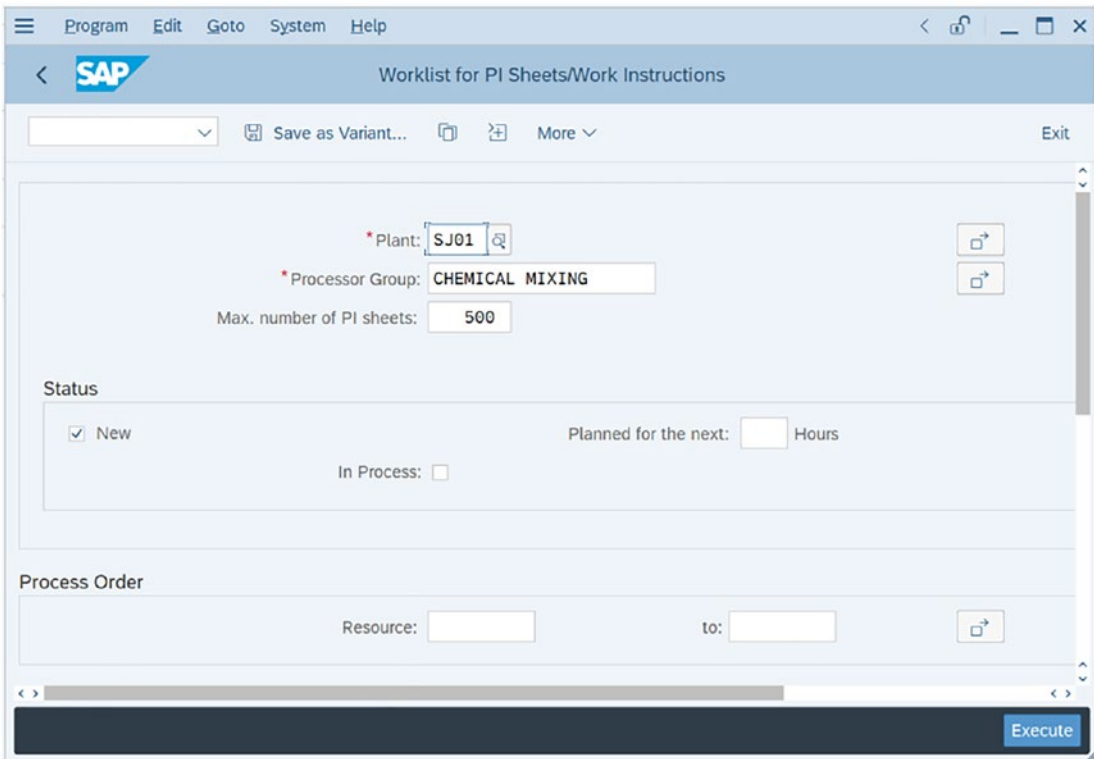 Program Edit Goto System Help
SAP Worklist for PI Sheets/Work Instructions
Save as Variant... More Exit
*Plant: SJ01
*Processor Group: CHEMICAL MIXING
Max. number of PI sheets: 500
Status
New Planned for the next: Hours
In Process:
Process Order
Resource: to:
Execute